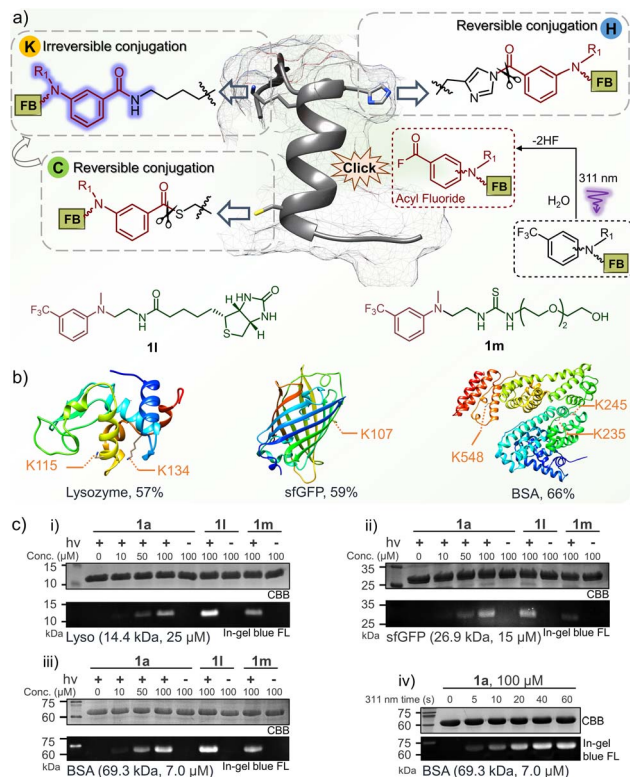 a)
K Irreversible conjugation
Reversible conjugation H
R1
N
O
N
H
FB
N
N
O
R1
N
FB
C Reversible conjugation
R1
N
O
S
FB
Click
O
F
R1
N
FB
Acyl Fluoride
-2HF
311 nm
H2O
F3C
R1
N
FB
F3C
N
H
N
O
O
HN
NH
H
H
S
1l
F3C
N
S
N
H
N
H
O
2
OH
1m
b)
K115
K134
Lysozyme, 57%
K107
sfGFP, 59%
K245
K235
K548
BSA, 66%
c) i) 1a 1l 1m
hv + + + + - + - + -
Conc. (μM) 0 10 50 100 100 100 100 100 100
15
10
CBB
15
10
kDa Lyso (14.4 kDa, 25 μM) In-gel blue FL
ii) 1a 1l 1m
hv + + + + - + - + -
Conc. (μM) 0 10 50 100 100 100 100 100 100
35
25
CBB
35
25
kDa sfGFP (26.9 kDa, 15 μM) In-gel blue FL
iii) 1a 1l 1m
hv + + + + - + - + -
Conc. (μM) 0 10 50 100 100 100 100 100 100
75
60
CBB
75
60
kDa BSA (69.3 kDa, 7.0 μM) In-gel blue FL
iv) 1a, 100 μM
311 nm time (s) 0 5 10 20 40 60
75
60
CBB
75
60
In-gel
blue FL
kDa BSA (69.3 kDa, 7.0 μM)